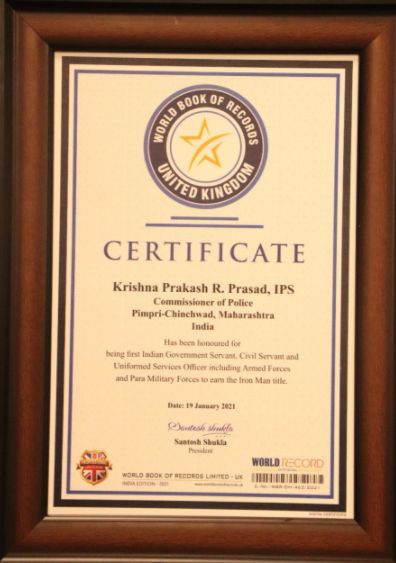 WORLD BOOK OF RECORDS
UNITED KINGDOM
CERTIFICATE
Krishna Prakash R. Prasad, IPS
Commissioner of Police
Pimpri-Chinchwad, Maharashtra
India
Has been honoured for
being first Indian Government Servant, Civil Servant and
Uniformed Services Officer including Armed Forces
and Para Military Forces to earn the Iron Man title.
Date: 19 January 2021
Santosh Shukla
Santosh Shukla
President
WORLD RECORD
WORLD BOOK OF RECORDS LIMITED - UK
INDIA EDITION - 2021